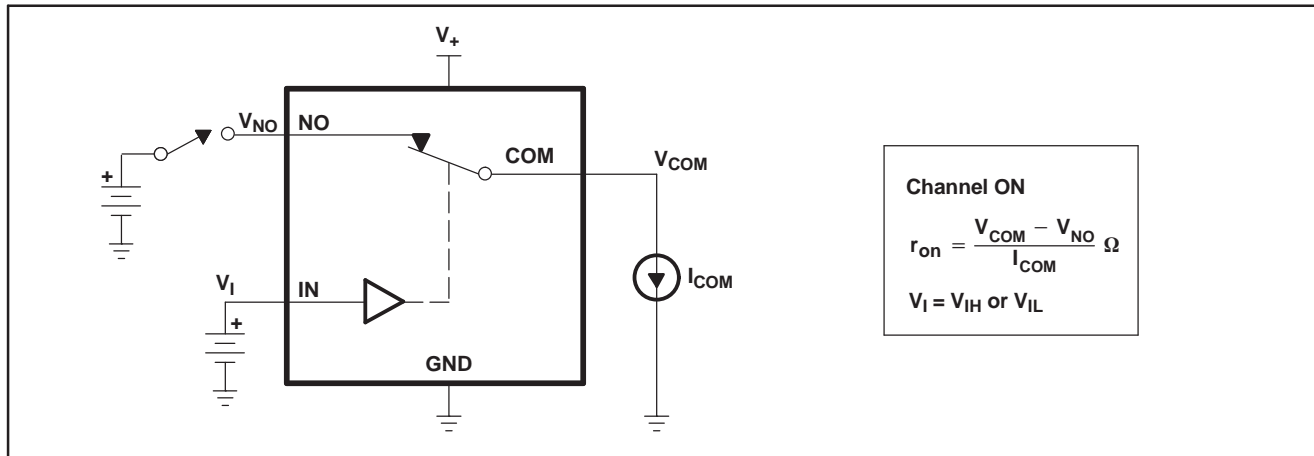 V+
VNO NO
COM
VCOM
+
VI
IN
+
ICOM
GND
Channel ON
ron = VCOM – VNO / ICOM Ω
VI = VIH or VIL